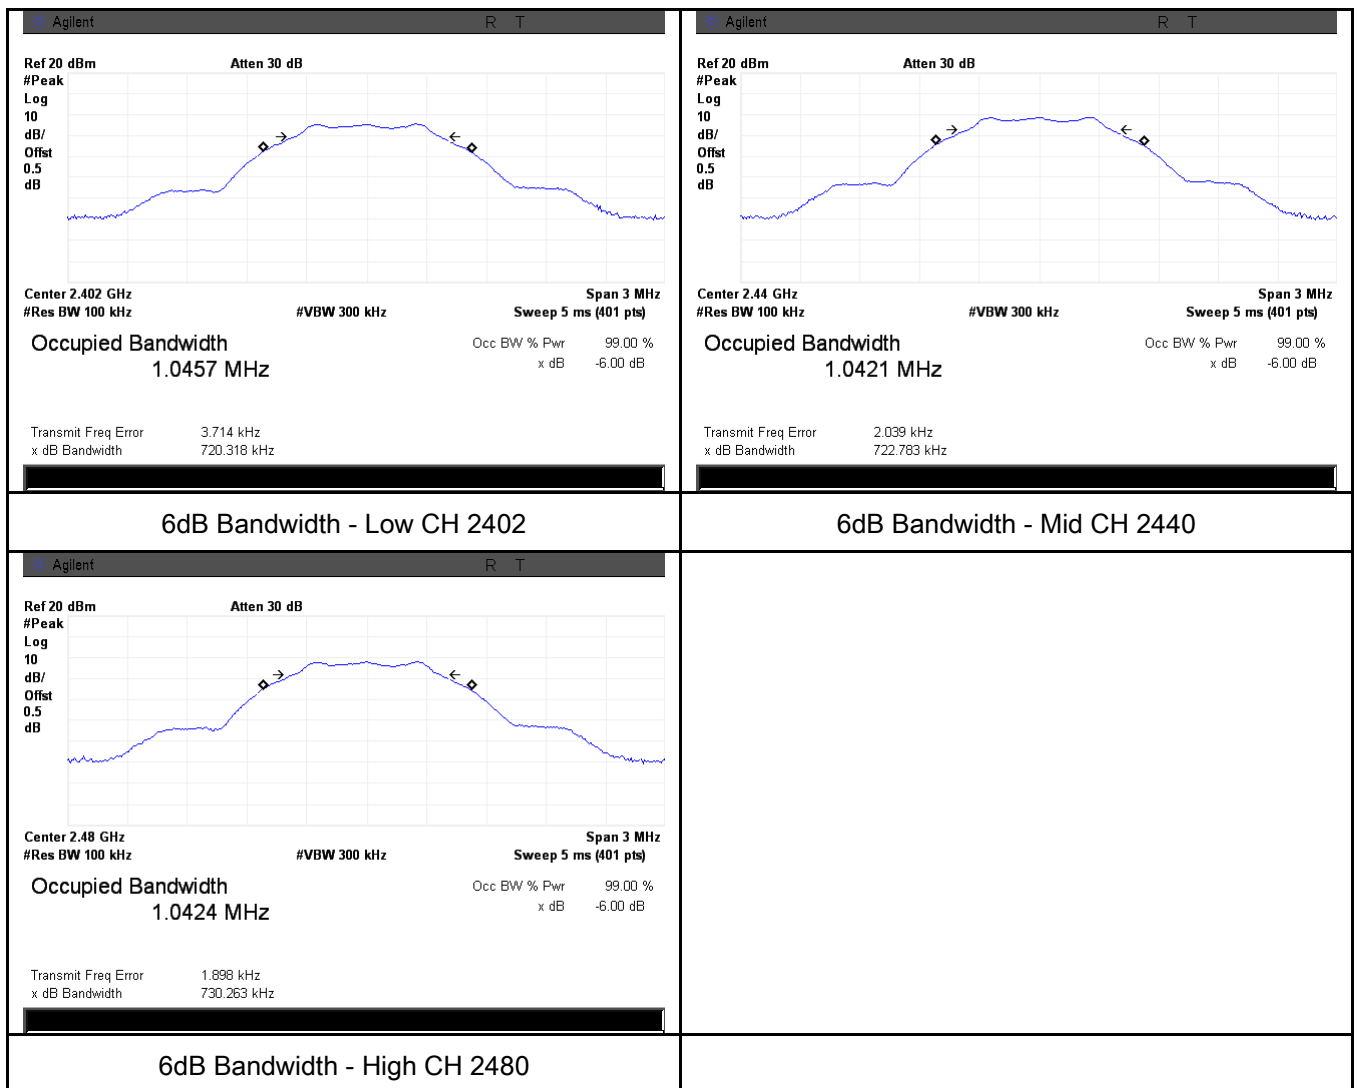 Agilent R T
Ref 20 dBm Atten 30 dB
#Peak
Log
10
dB/
Offst
0.5
dB
Center 2.402 GHz Span 3 MHz
#Res BW 100 kHz #VBW 300 kHz Sweep 5 ms (401 pts)
Occupied Bandwidth Occ BW % Pwr 99.00 %
1.0457 MHz x dB -6.00 dB
Transmit Freq Error 3.714 kHz
x dB Bandwidth 720.318 kHz
6dB Bandwidth - Low CH 2402
Agilent R T
Ref 20 dBm Atten 30 dB
#Peak
Log
10
dB/
Offst
0.5
dB
Center 2.44 GHz Span 3 MHz
#Res BW 100 kHz #VBW 300 kHz Sweep 5 ms (401 pts)
Occupied Bandwidth Occ BW % Pwr 99.00 %
1.0421 MHz x dB -6.00 dB
Transmit Freq Error 2.039 kHz
x dB Bandwidth 722.783 kHz
6dB Bandwidth - Mid CH 2440
Agilent R T
Ref 20 dBm Atten 30 dB
#Peak
Log
10
dB/
Offst
0.5
dB
Center 2.48 GHz Span 3 MHz
#Res BW 100 kHz #VBW 300 kHz Sweep 5 ms (401 pts)
Occupied Bandwidth Occ BW % Pwr 99.00 %
1.0424 MHz x dB -6.00 dB
Transmit Freq Error 1.898 kHz
x dB Bandwidth 730.263 kHz
6dB Bandwidth - High CH 2480